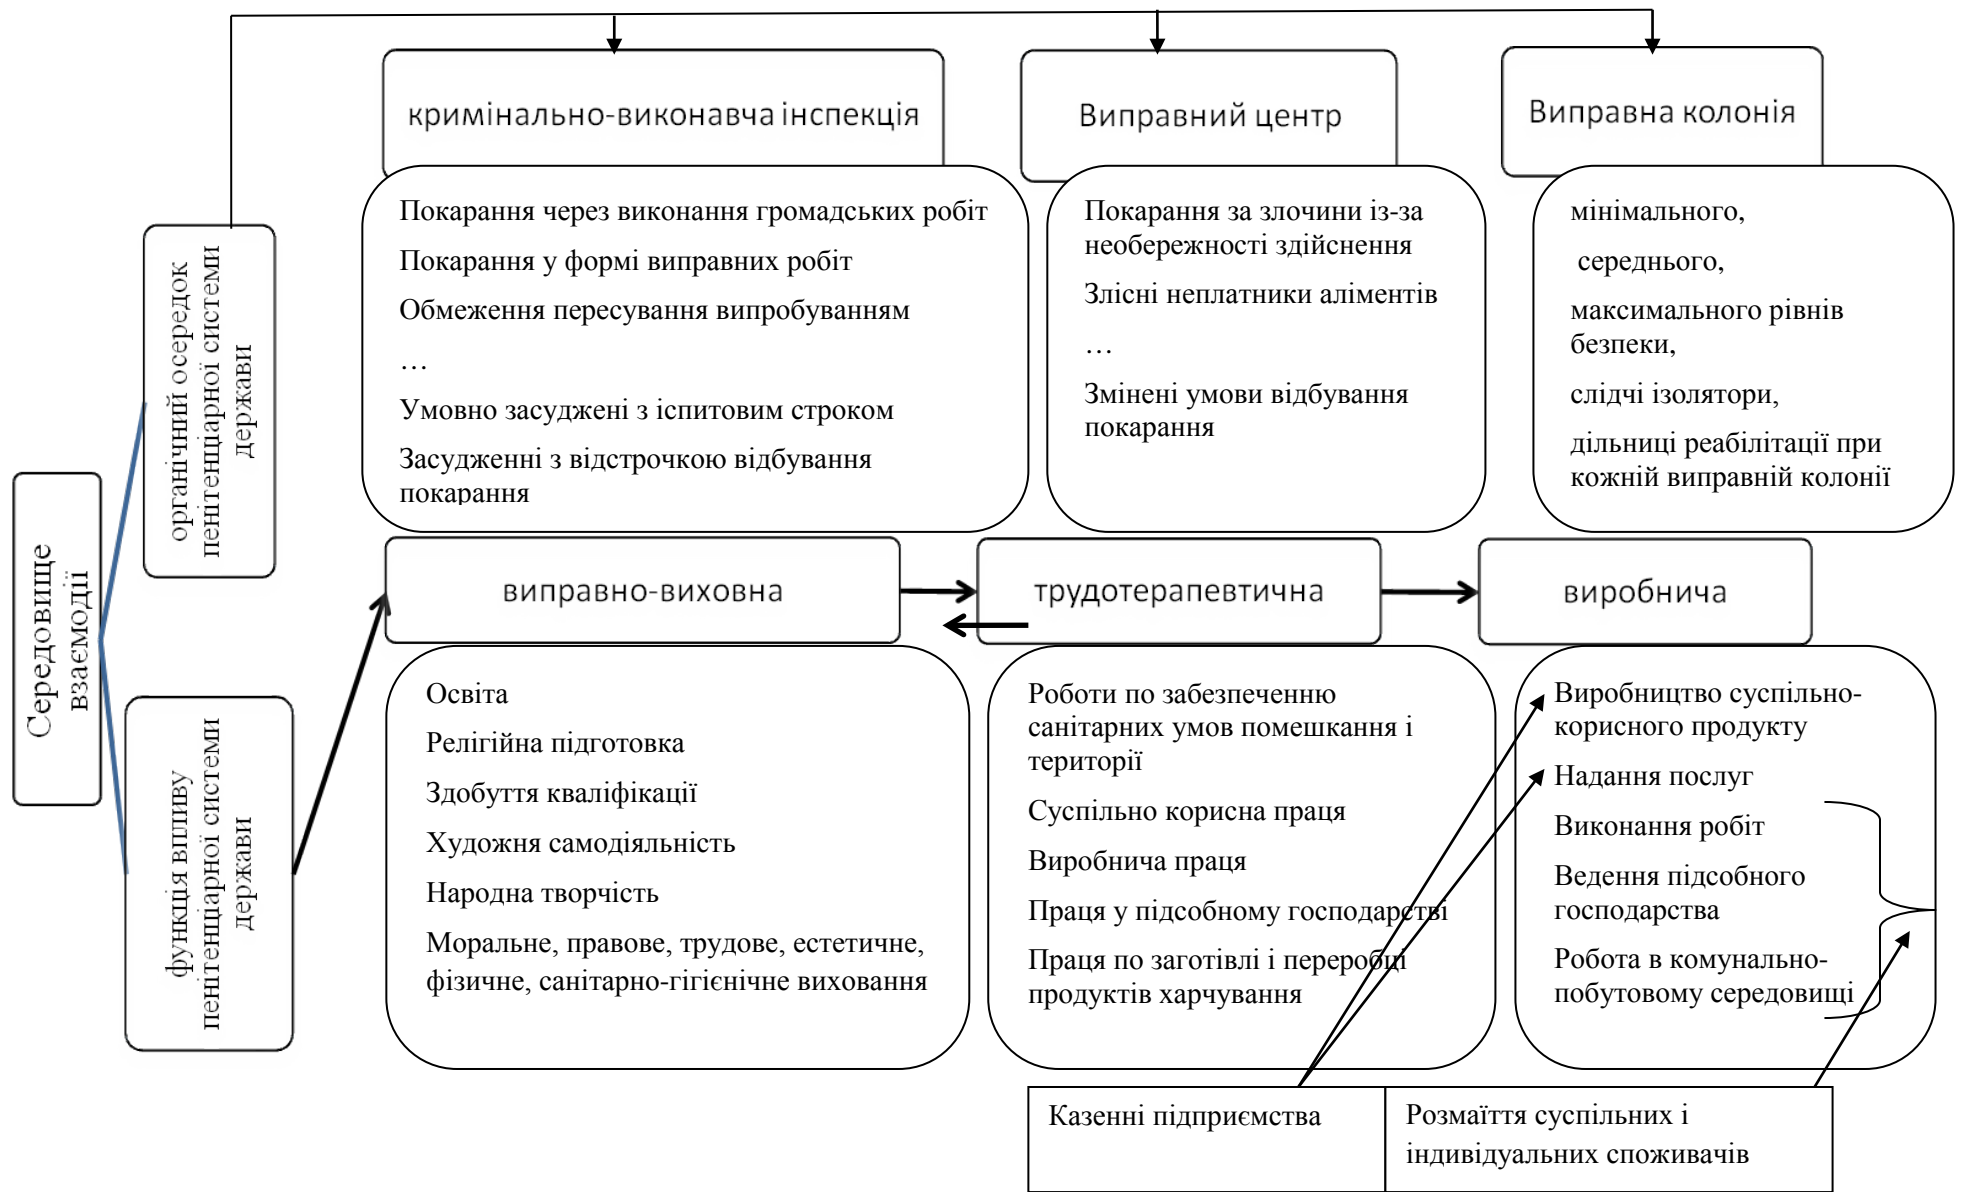 кримінально-виконавча інспекція
Виправний центр
Виправна колонія
Покарання через виконання громадських робіт
Покарання у формі виправних робіт
Обмеження пересування випробуванням
…
Умовно засуджені з іспитовим строком
Засудженні з відстрочкою відбування
покарання
Покарання за злочини із-за
необережності здійснення
Злісні неплатники аліментів
…
Змінені умови відбування
покарання
мінімального,
середнього,
максимального рівнів
безпеки,
слідчі ізолятори,
дільниці реабілітації при
кожній виправній колонії
Середовище
взаємодії
органічний осередок
пенітенціарної системи
держави
функція впливу
пенітенціарної системи
держави
виправно-виховна
трудотерапевтична
виробнича
Освіта
Релігійна підготовка
Здобуття кваліфікації
Художня самодіяльність
Народна творчість
Моральне, правове, трудове, естетичне,
фізичне, санітарно-гігієнічне виховання
Роботи по забезпеченню
санітарних умов помешкання і
території
Суспільно корисна праця
Виробнича праця
Праця у підсобному господарстві
Праця по заготівлі і переробці
продуктів харчування
Виробництво суспільно-
корисного продукту
Надання послуг
Виконання робіт
Ведення підсобного
господарства
Робота в комунально-
побутовому середовищі
Казенні підприємства
Розмаїття суспільних і
індивідуальних споживачів